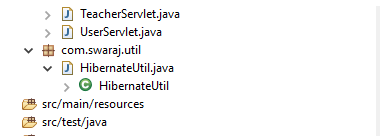 TeacherServlet.java
UserServlet.java
com.swaraj.util
HibernateUtil.java
HibernateUtil
src/main/resources
src/test/java